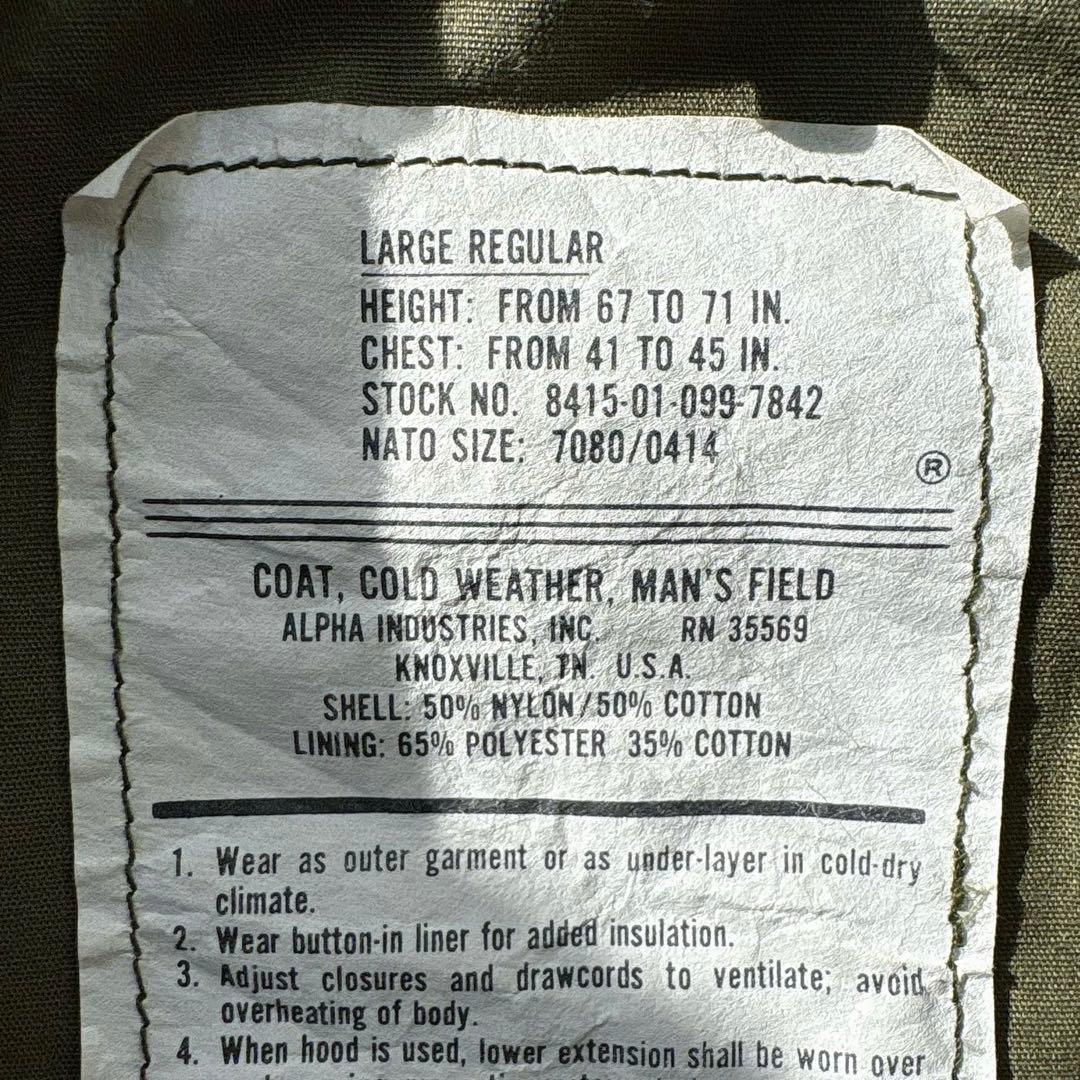 LARGE REGULAR
HEIGHT: FROM 67 TO 71 IN.
CHEST: FROM 41 TO 45 IN.
STOCK NO. 8415-01-099-7842
NATO SIZE: 7080/0414
®
COAT, COLD WEATHER, MAN'S FIELD
ALPHA INDUSTRIES, INC. RN 35569
KNOXVILLE, TN. U.S.A.
SHELL: 50% NYLON/50% COTTON
LINING: 65% POLYESTER 35% COTTON
1. Wear as outer garment or as under-layer in cold-dry
climate.
2. Wear button-in liner for added insulation.
3. Adjust closures and drawcords to ventilate; avoid
overheating of body.
4. When hood is used, lower extension shall be worn over